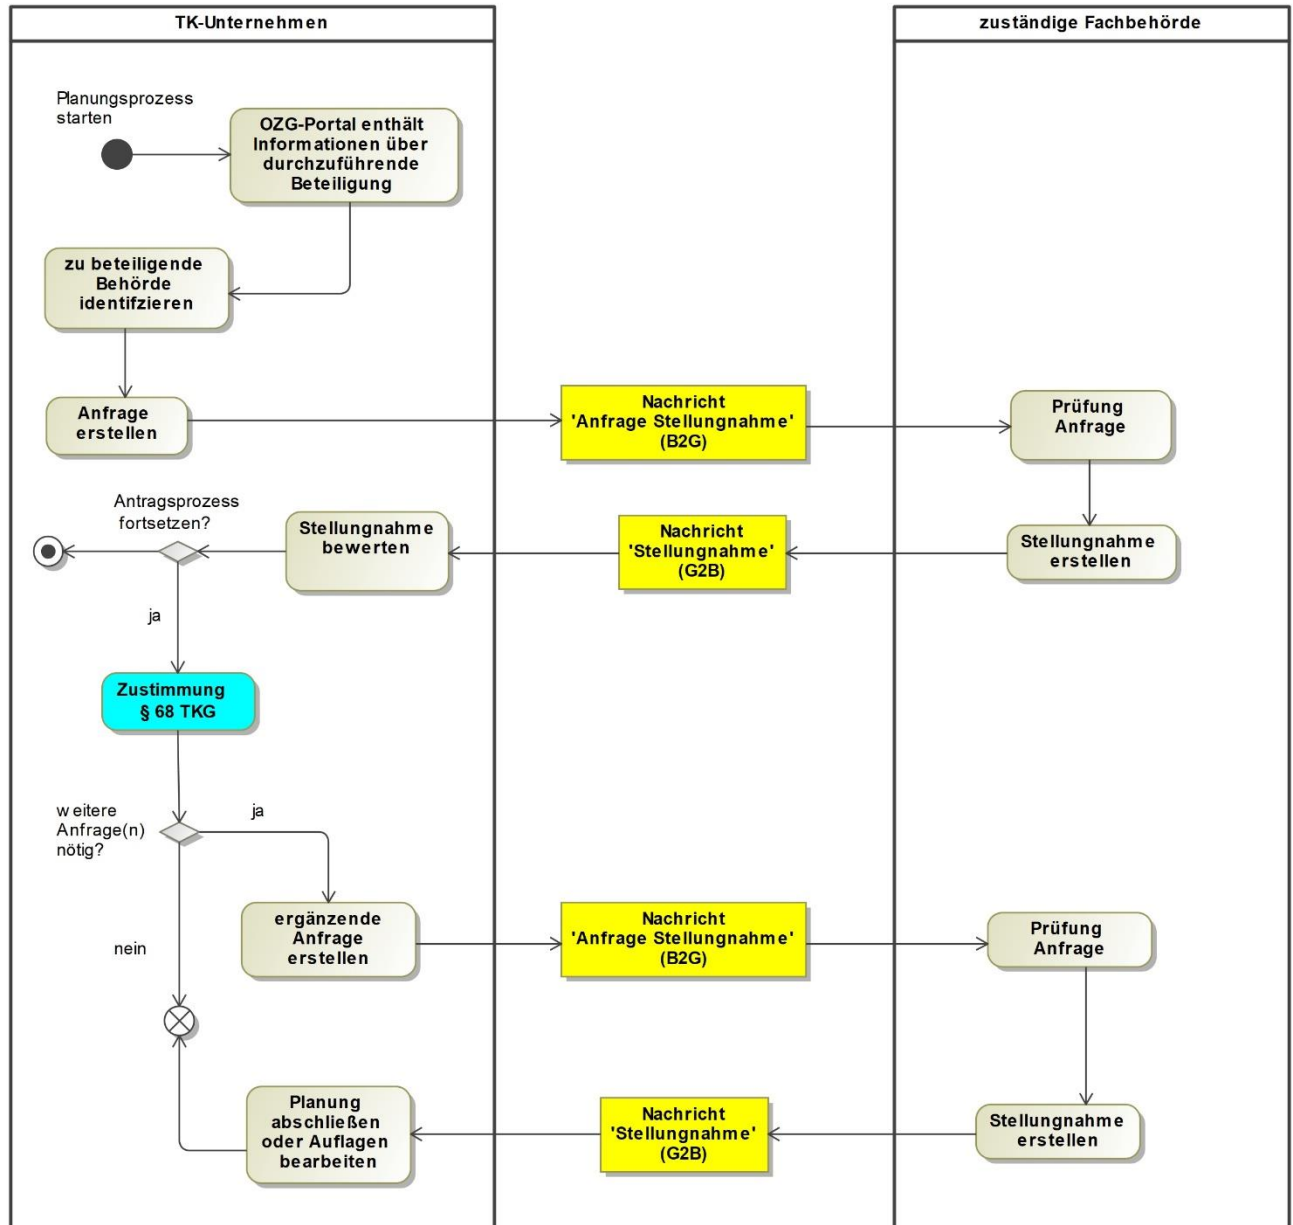 TK-Unternehmen
zuständige Fachbehörde
Planungsprozess
starten
OZG-Portal enthält
Informationen über
durchzuführende
Beteiligung
zu beteiligende
Behörde
identifzieren
Anfrage
erstellen
Nachricht
'Anfrage Stellungnahme'
(B2G)
Prüfung
Anfrage
Antragsprozess
fortsetzen?
Stellungnahme
bewerten
Nachricht
'Stellungnahme'
(G2B)
Stellungnahme
erstellen
ja
Zustimmung
§ 68 TKG
weitere
Anfrage(n)
nötig?
ja
ergänzende
Anfrage
erstellen
Nachricht
'Anfrage Stellungnahme'
(B2G)
Prüfung
Anfrage
nein
Planung
abschließen
oder Auflagen
bearbeiten
Nachricht
'Stellungnahme'
(G2B)
Stellungnahme
erstellen